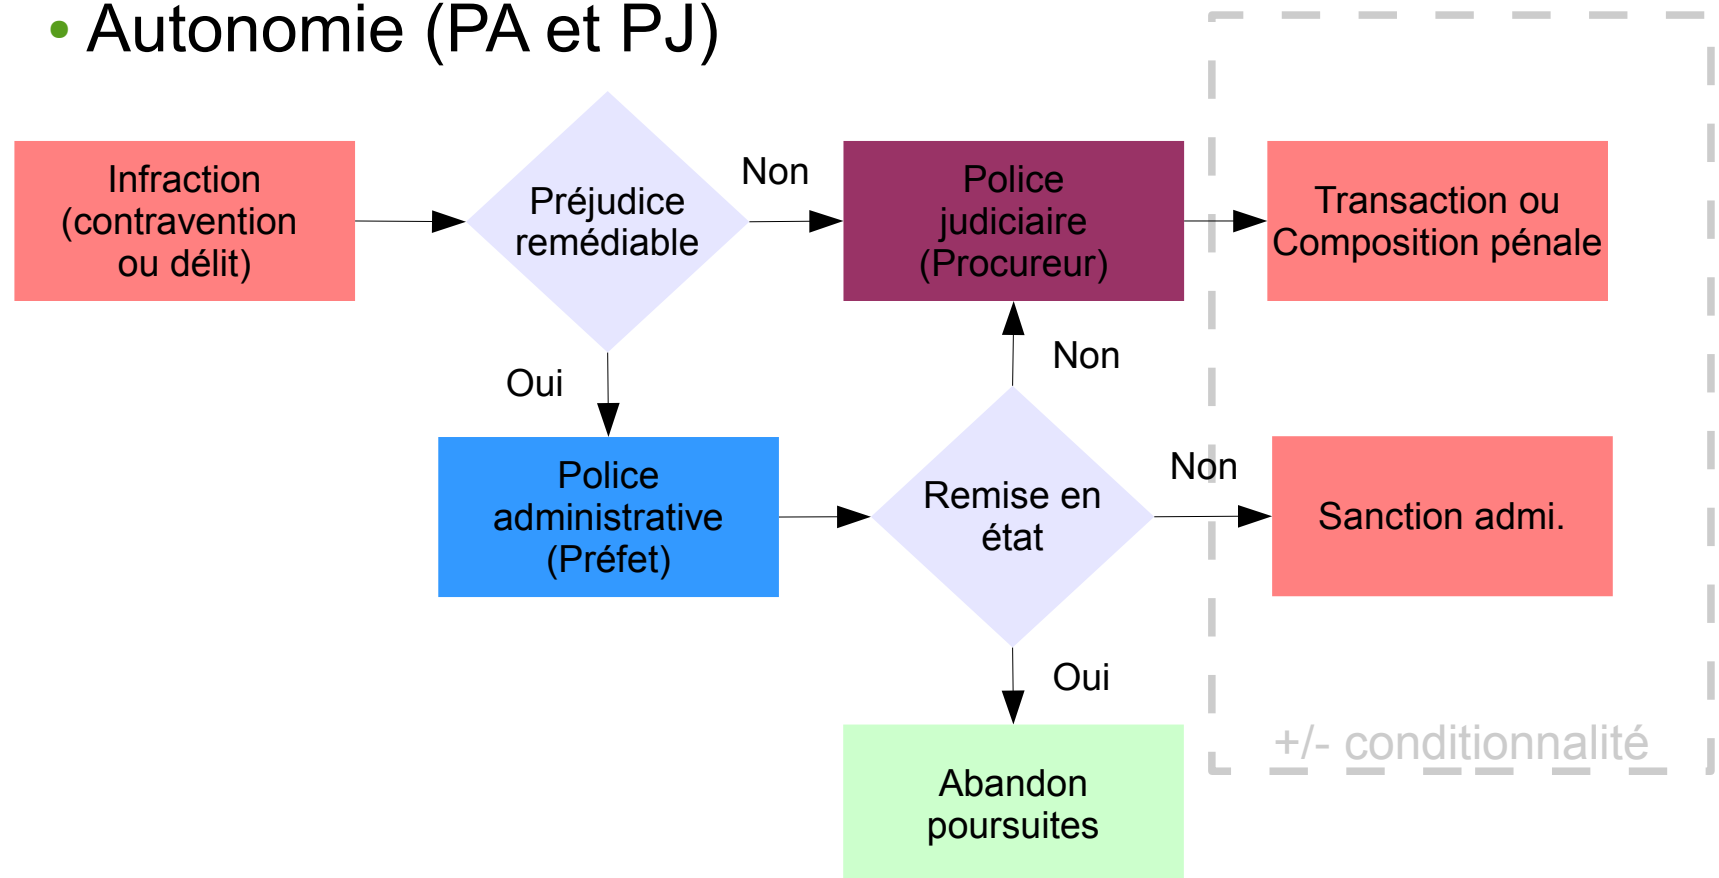 • Autonomie (PA et PJ)
Infraction
(contravention
ou délit)
Préjudice
remédiable
Non
Police
judiciaire
(Procureur)
Transaction ou
Composition pénale
Oui
Non
Police
administrative
(Préfet)
Remise en
état
Non
Sanction admi.
Oui
+/- conditionnalité
Abandon
poursuites